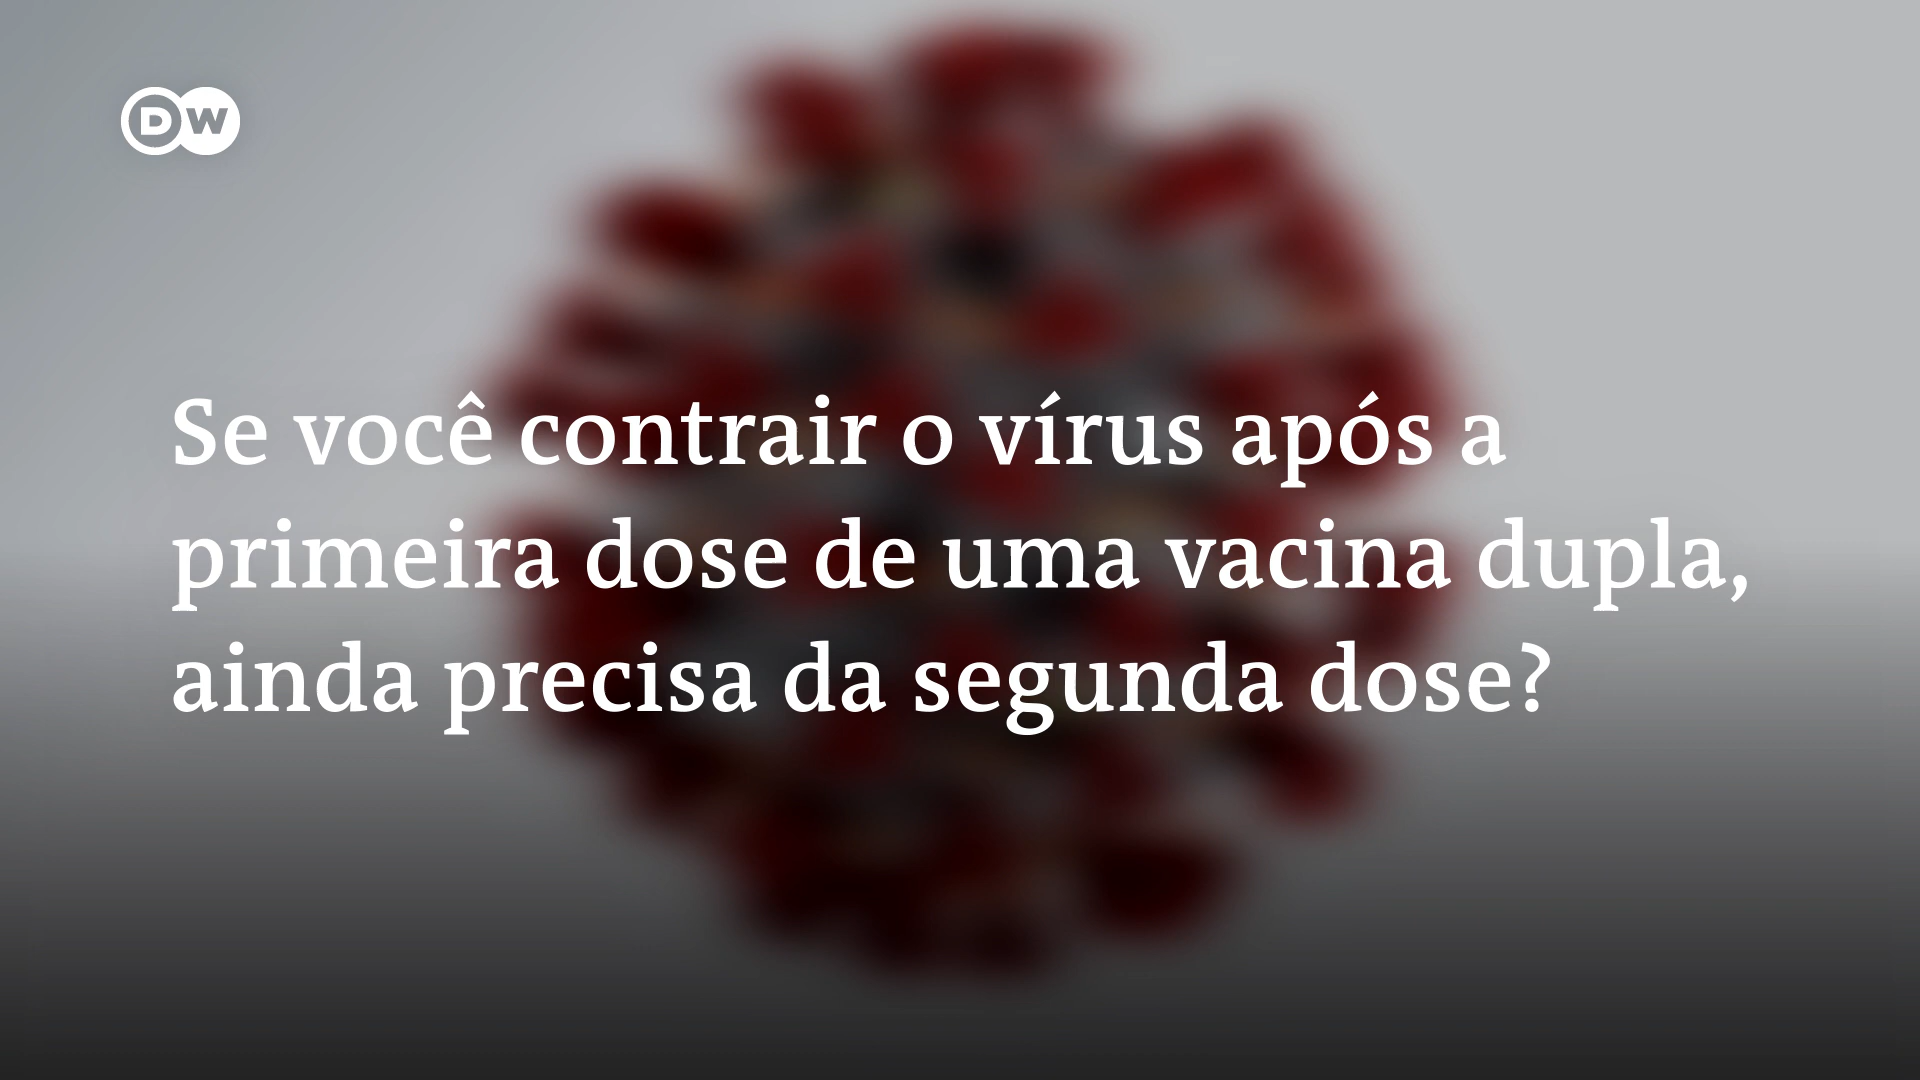 DW
Se você contrair o vírus após a
primeira dose de uma vacina dupla,
ainda precisa da segunda dose?